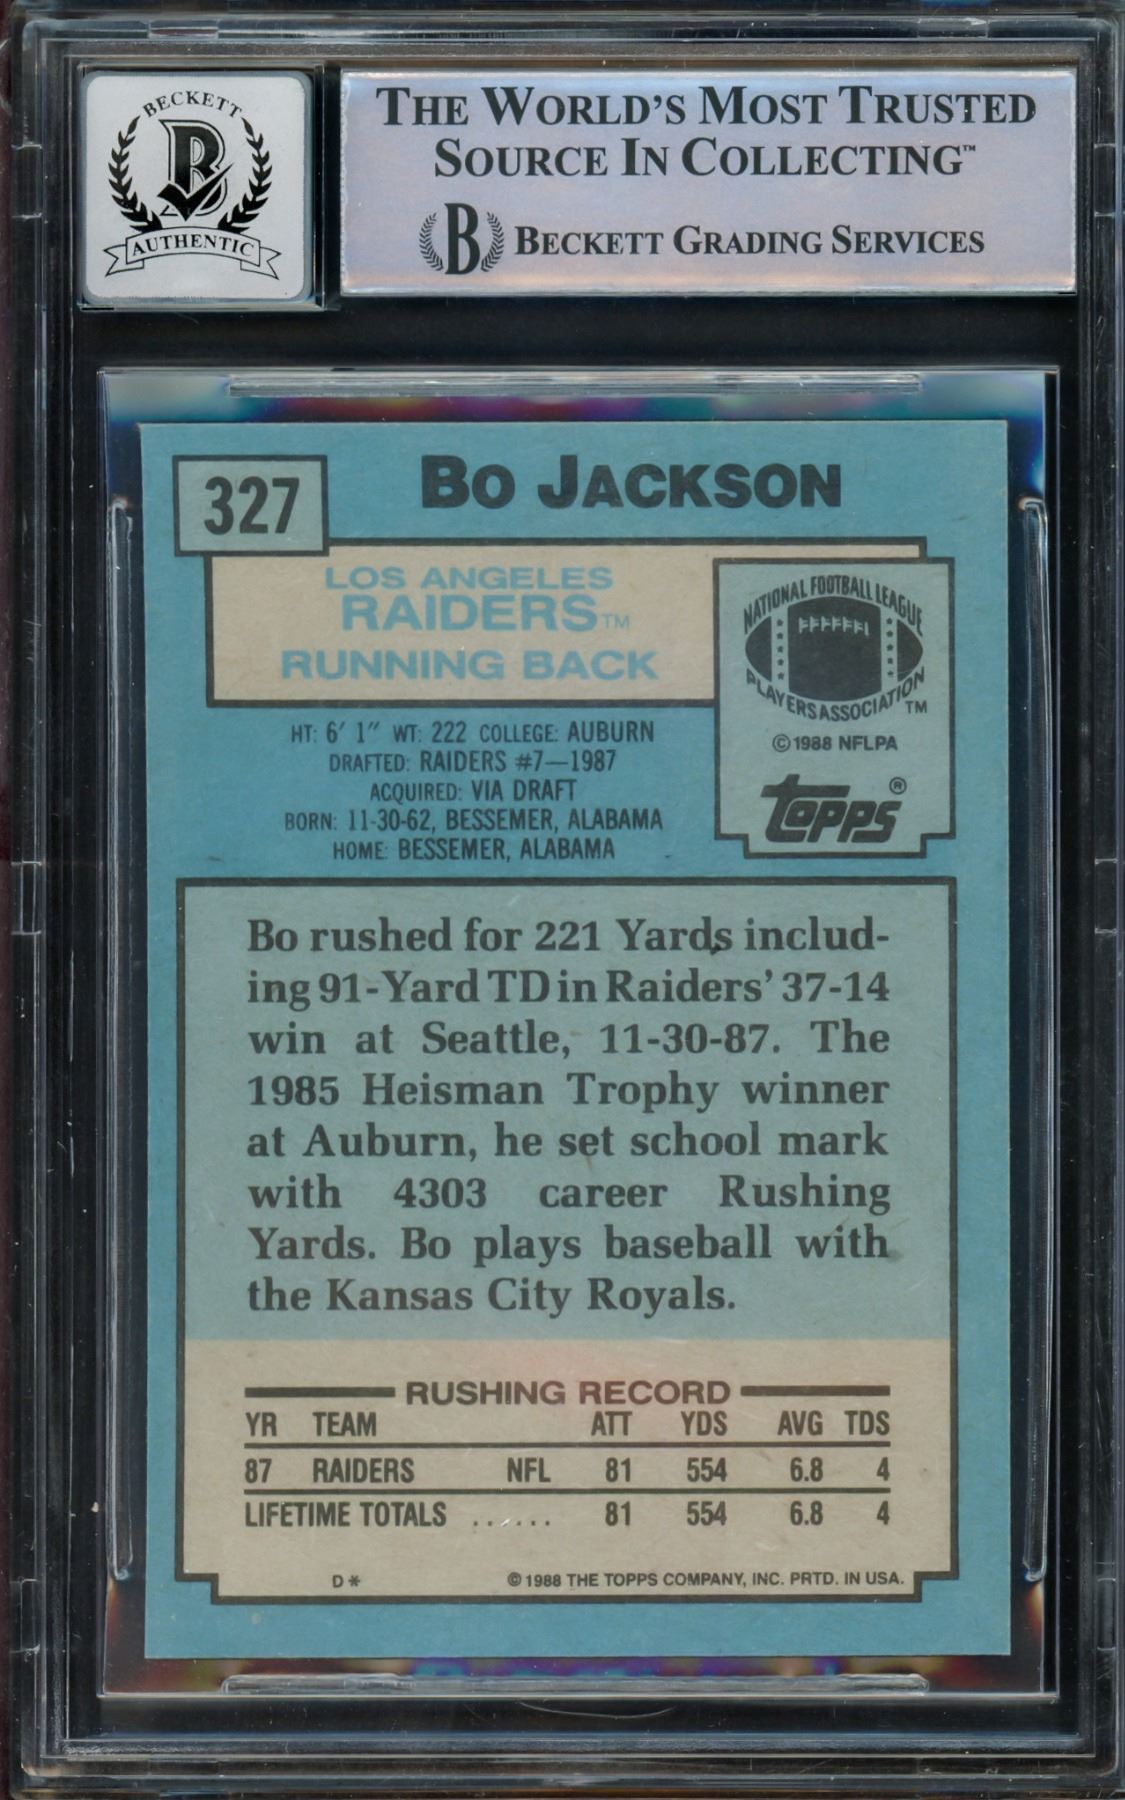 BECKETT
B
AUTHENTIC
THE WORLD'S MOST TRUSTED
SOURCE IN COLLECTING™
B BECKETT GRADING SERVICES
327
BO JACKSON
LOS ANGELES
RAIDERS™
RUNNING BACK
NATIONAL FOOTBALL LEAGUE
PLAYERS ASSOCIATION ™
© 1988 NFLPA
TOPPS®
HT: 6' 1" WT: 222 COLLEGE: AUBURN
DRAFTED: RAIDERS #7—1987
ACQUIRED: VIA DRAFT
BORN: 11-30-62, BESSEMER, ALABAMA
HOME: BESSEMER, ALABAMA
Bo rushed for 221 Yards includ-
ing 91-Yard TD in Raiders' 37-14
win at Seattle, 11-30-87. The
1985 Heisman Trophy winner
at Auburn, he set school mark
with 4303 career Rushing
Yards. Bo plays baseball with
the Kansas City Royals.
RUSHING RECORD
YR TEAM ATT YDS AVG TDS
87 RAIDERS NFL 81 554 6.8 4
LIFETIME TOTALS ...... 81 554 6.8 4
D* © 1988 THE TOPPS COMPANY, INC. PRTD. IN USA.